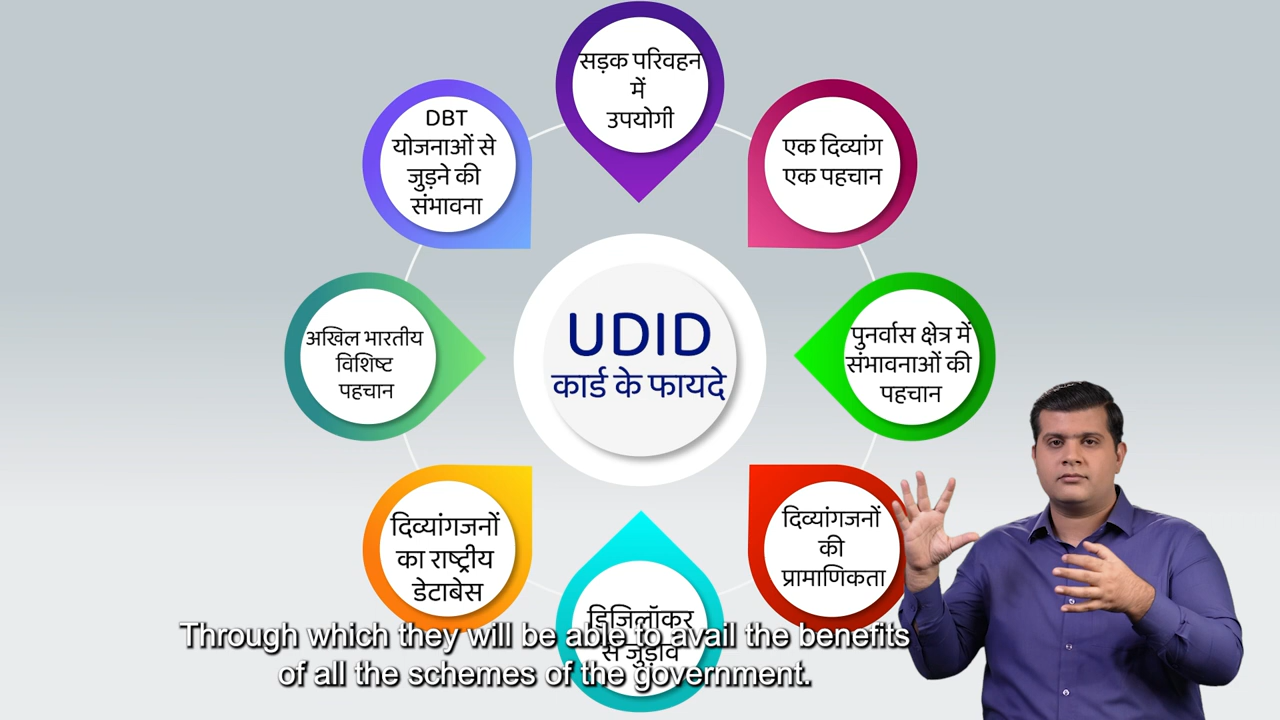 सड़क परिवहन
में
उपयोगी
DBT
योजनाओं से
जुड़ने की
संभावना
एक दिव्यांग
एक पहचान
UDID
कार्ड के फायदे
अखिल भारतीय
विशिष्ट
पहचान
पुनर्वास क्षेत्र में
संभावनाओं की
पहचान
दिव्यांगजनों
का राष्ट्रीय
डेटाबेस
दिव्यांगजनों
की
प्रामाणिकता
डिजिलॉकर
से जुड़ाव
Through which they will be able to avail the benefits
of all the schemes of the government.